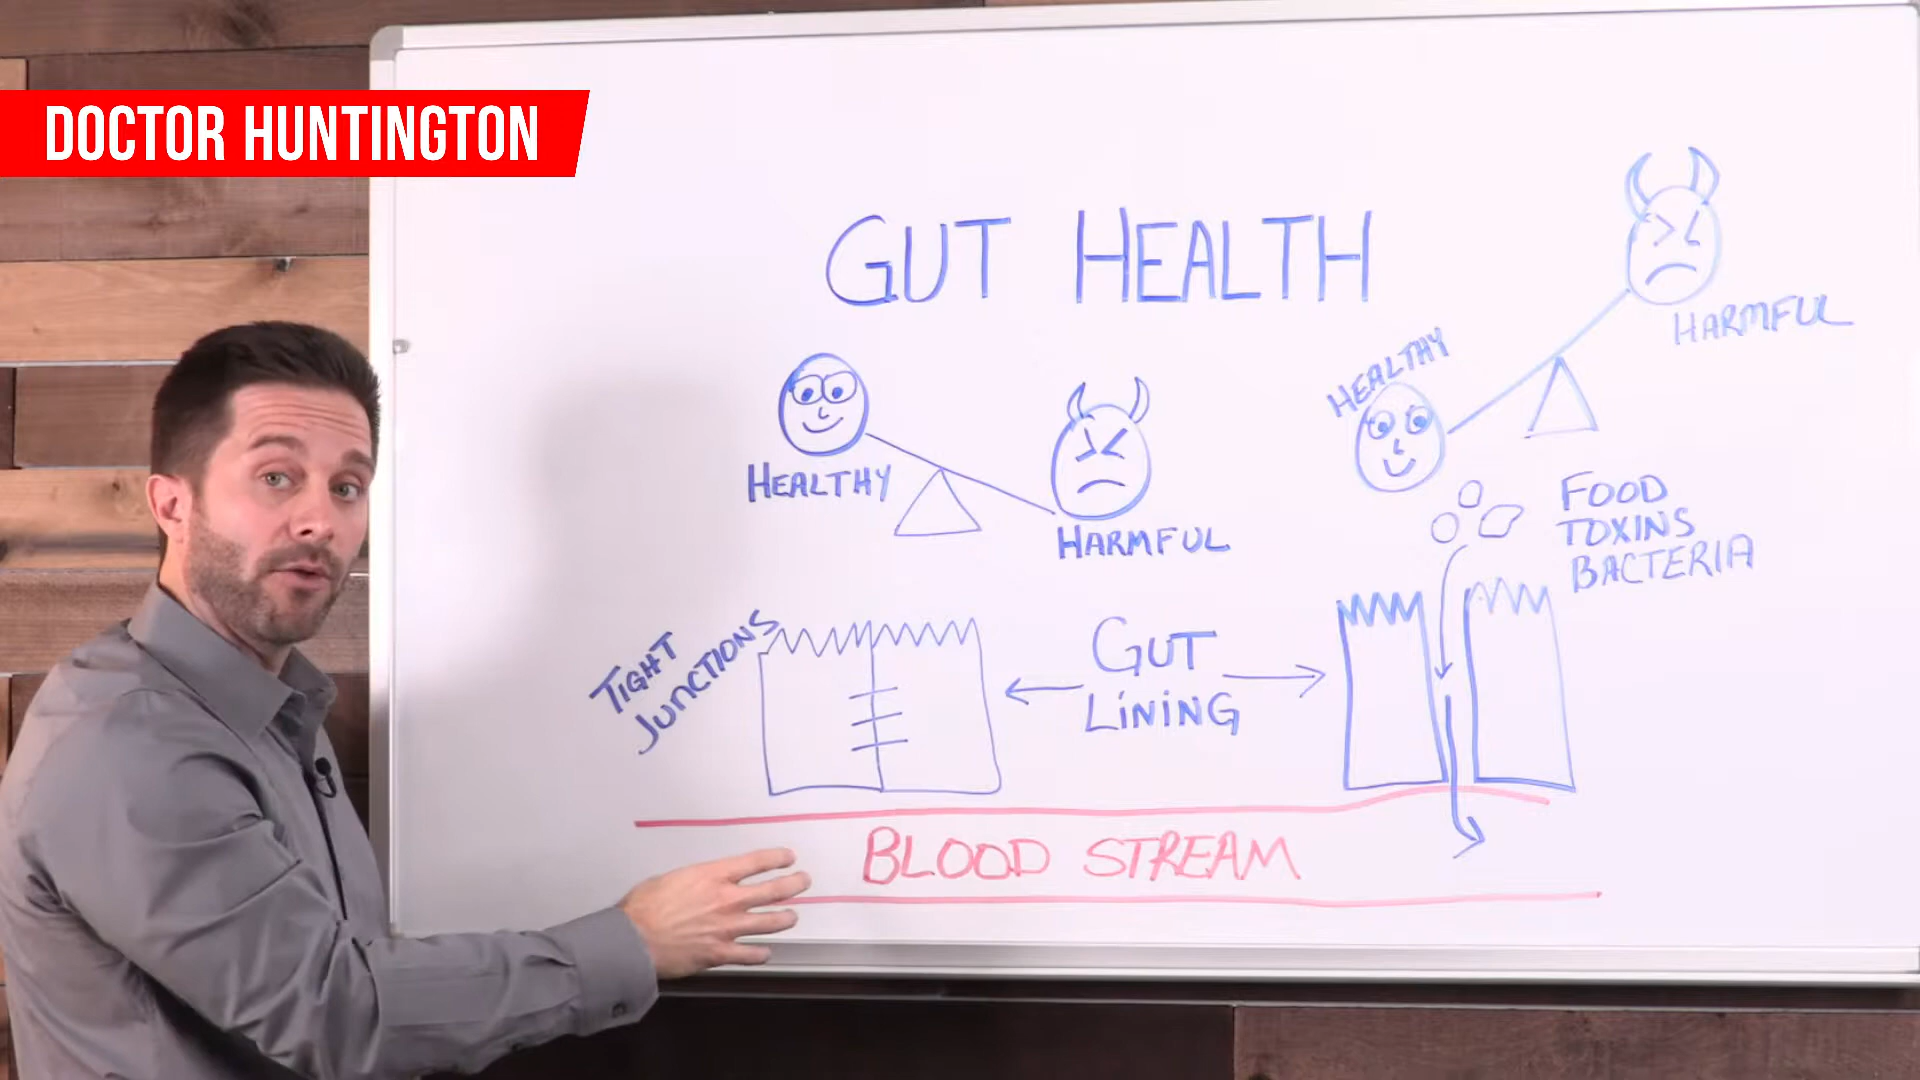 DOCTOR HUNTINGTON
GUT HEALTH
HEALTHY
HARMFUL
HEALTHY
HARMFUL
FOOD
TOXINS
BACTERIA
TIGHT
JUNCTIONS
GUT
LINING
BLOOD STREAM